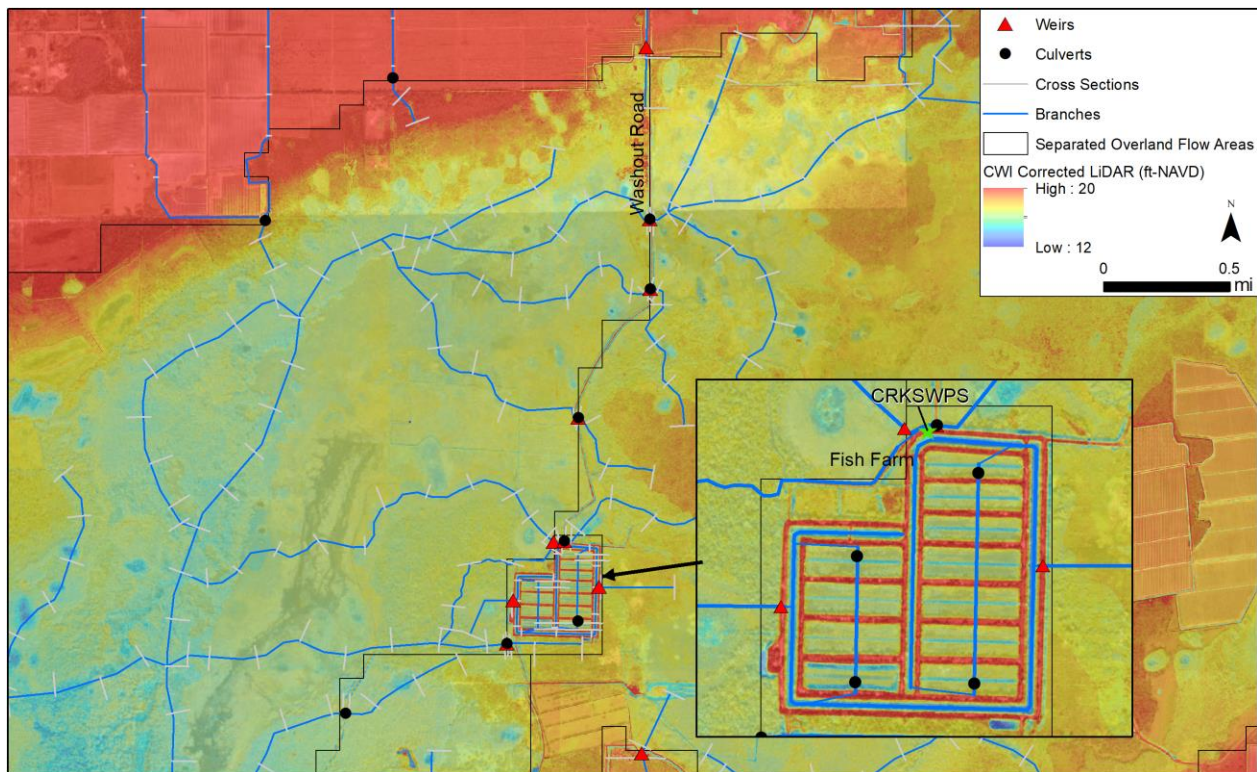 Weirs
Culverts
Cross Sections
Branches
Separated Overland Flow Areas
CWI Corrected LiDAR (ft-NAVD)
High : 20
Low : 12
N
0 0.5
mi
Washout Road
CRKSWPS
Fish Farm